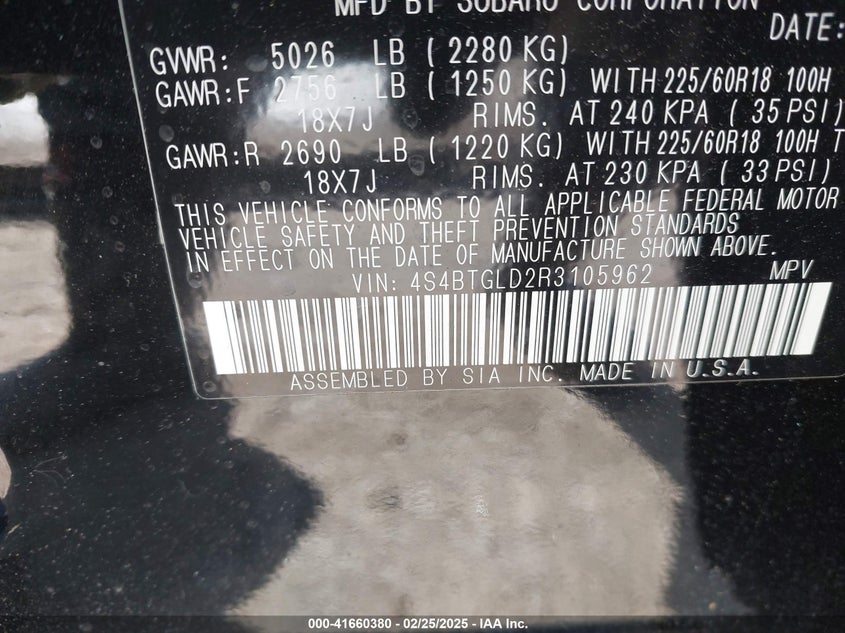 MFD BY SUBARU CORPORATION
DATE:
GVWR: 5026 LB ( 2280 KG)
GAWR:F 2756 LB ( 1250 KG) WITH 225/60R18 100H
18X7J RIMS. AT 240 KPA ( 35 PSI)
GAWR:R 2690 LB ( 1220 KG) WITH 225/60R18 100H T
18X7J RIMS. AT 230 KPA ( 33 PSI)
THIS VEHICLE CONFORMS TO ALL APPLICABLE FEDERAL MOTOR
VEHICLE SAFETY AND THEFT PREVENTION STANDARDS
IN EFFECT ON THE DATE OF MANUFACTURE SHOWN ABOVE.
VIN: 4S4BTGLD2R3105962 MPV
ASSEMBLED BY SIA INC. MADE IN U.S.A.
000-41660380 - 02/25/2025 - IAA Inc.